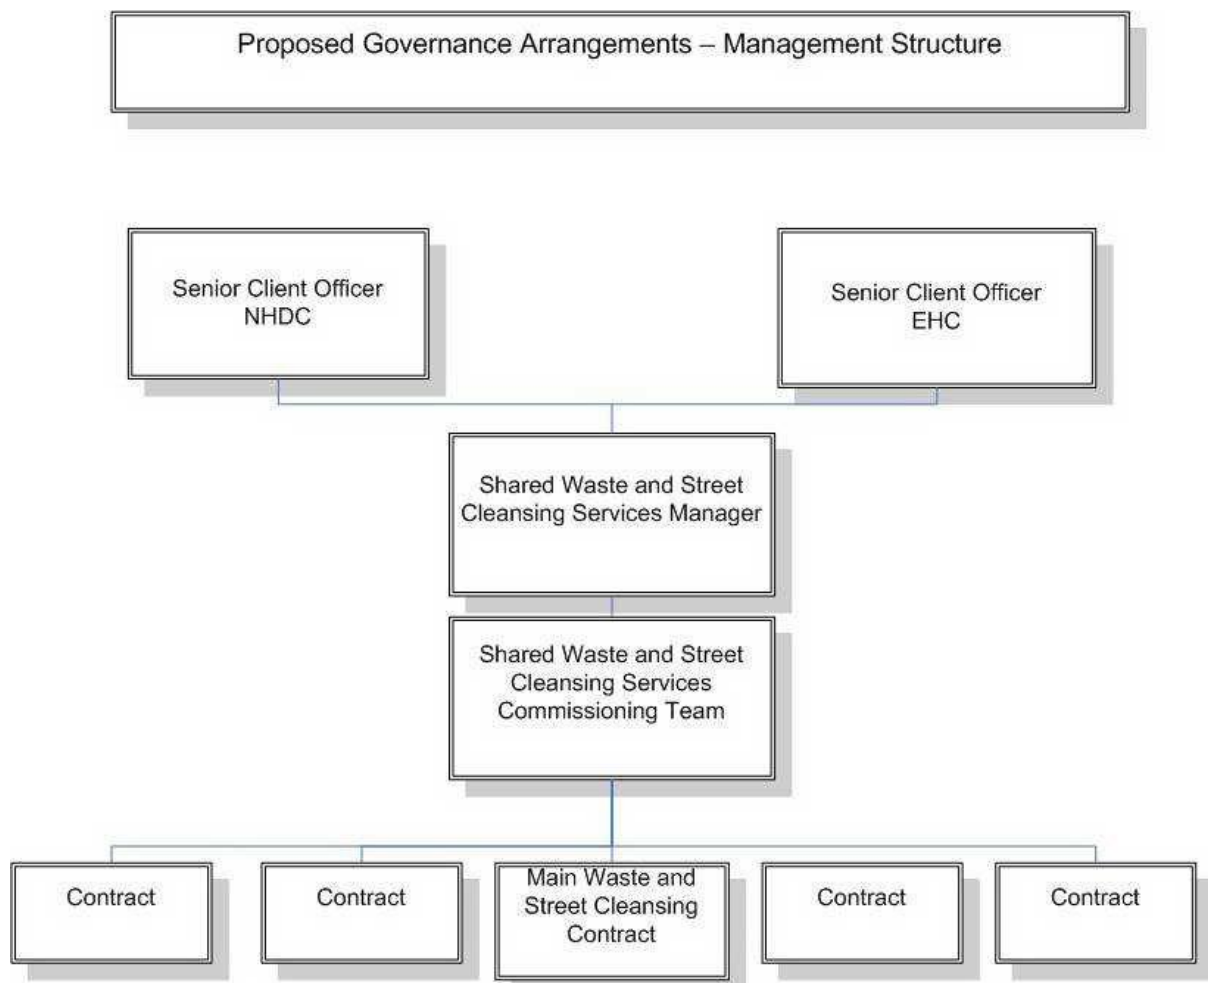 Proposed Governance Arrangements – Management Structure
Senior Client Officer
NHDC
Senior Client Officer
EHC
Shared Waste and Street
Cleansing Services Manager
Shared Waste and Street
Cleansing Services
Commissioning Team
Contract
Contract
Main Waste and
Street Cleansing
Contract
Contract
Contract